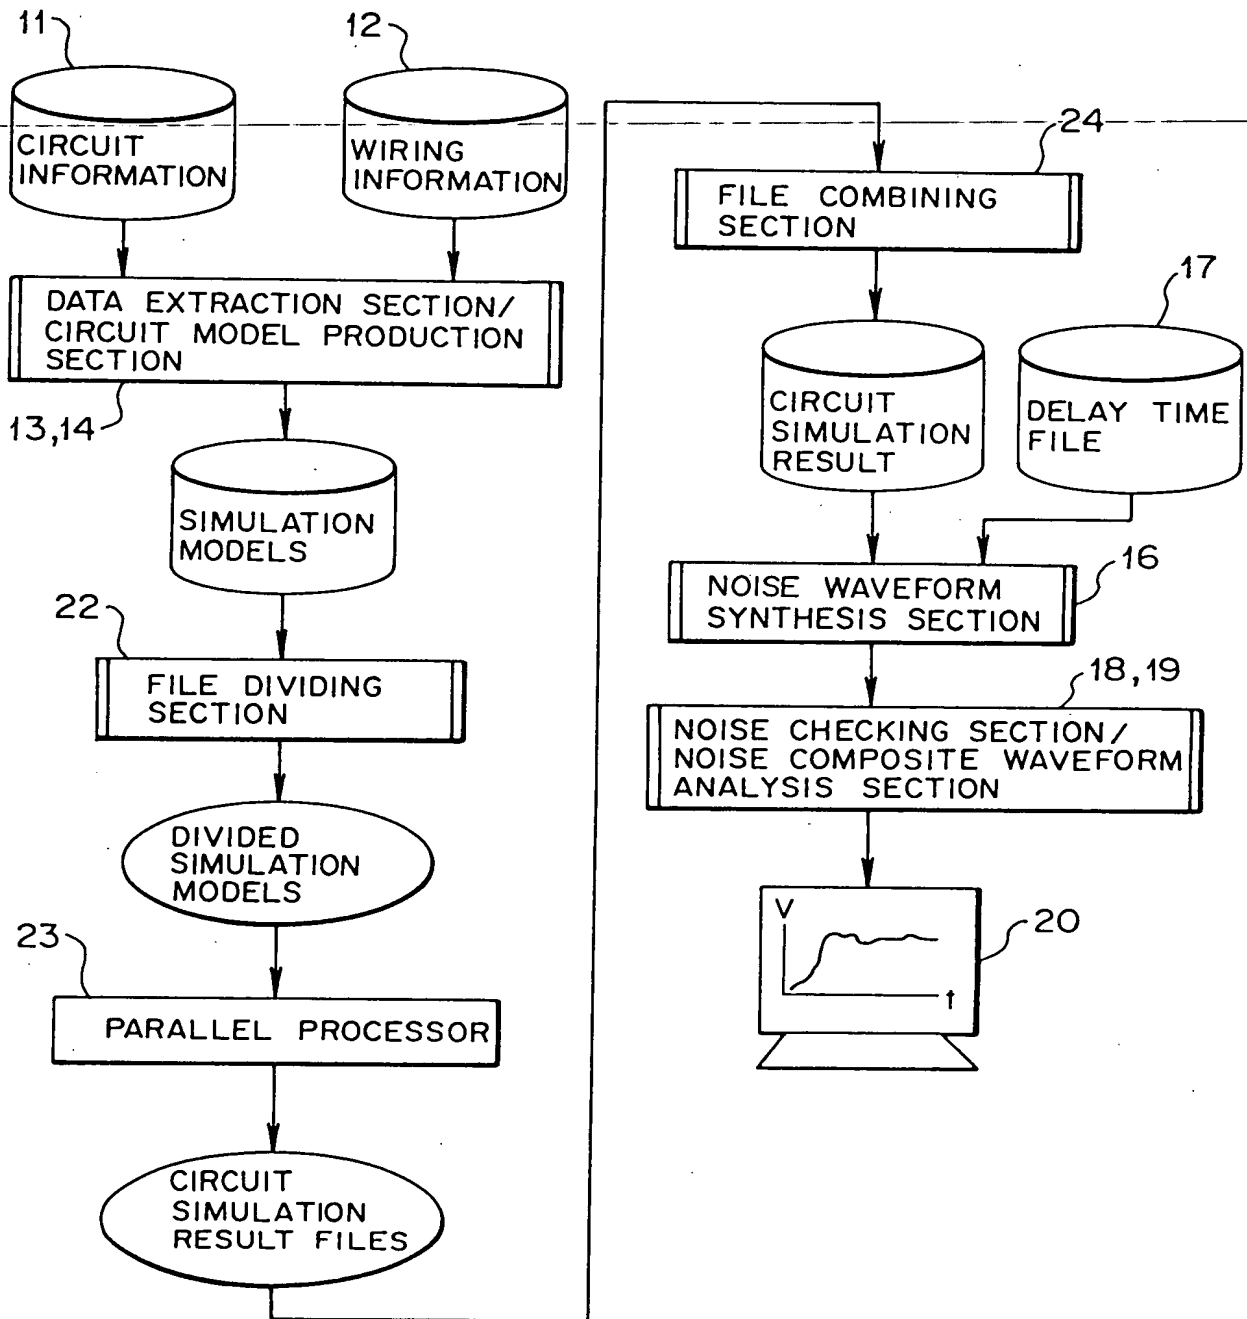 11
12
CIRCUIT
INFORMATION
WIRING
INFORMATION
DATA EXTRACTION SECTION/
CIRCUIT MODEL PRODUCTION
SECTION
13,14
SIMULATION
MODELS
22
FILE DIVIDING
SECTION
DIVIDED
SIMULATION
MODELS
23
PARALLEL PROCESSOR
CIRCUIT
SIMULATION
RESULT FILES
24
FILE COMBINING
SECTION
17
CIRCUIT
SIMULATION
RESULT
DELAY TIME
FILE
16
NOISE WAVEFORM
SYNTHESIS SECTION
18,19
NOISE CHECKING SECTION/
NOISE COMPOSITE WAVEFORM
ANALYSIS SECTION
V
t
20